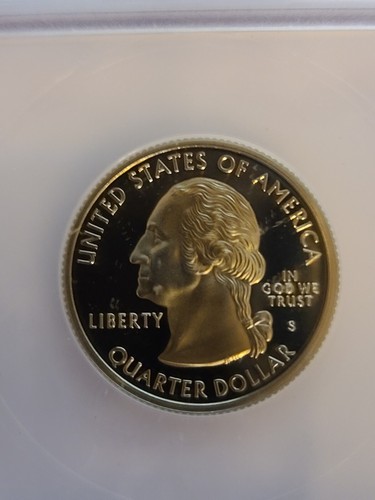 UNITED STATES OF AMERICA
LIBERTY
IN
GOD WE
TRUST
S
QUARTER DOLLAR